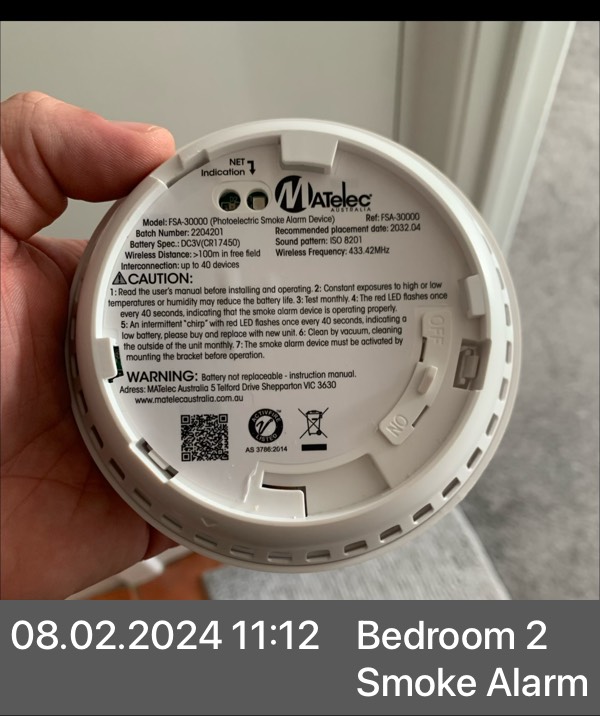 NET
Indication
MATelec
AUSTRALIA
Model: FSA-30000 (Photoelectric Smoke Alarm Device) Ref: FSA-30000
Batch Number: 2204201 Recommended placement date: 2032.04
Battery Spec.: DC3V(CR17450) Sound pattern: ISO 8201
Wireless Distance: >100m in free field Wireless Frequency: 433.42MHz
Interconnection: up to 40 devices
CAUTION:
1: Read the user's manual before installing and operating. 2: Constant exposures to high or low
temperatures or humidity may reduce the battery life. 3: Test monthly. 4: The red LED flashes once
every 40 seconds, indicating that the smoke alarm device is operating properly.
5: An intermittent "chirp" with red LED flashes once every 40 seconds, indicating a
low battery, please buy and replace with new unit. 6: Clean by vacuum, cleaning
the outside of the unit monthly. 7: The smoke alarm device must be activated by
mounting the bracket before operation.
WARNING: Battery not replaceable - instruction manual.
Adress: MATelec Australia 5 Telford Drive Shepparton VIC 3630
www.matelecaustralia.com.au
OFF
ON
ACTIVFIRE
LISTED
AS 3786:2014
08.02.2024 11:12 Bedroom 2
Smoke Alarm